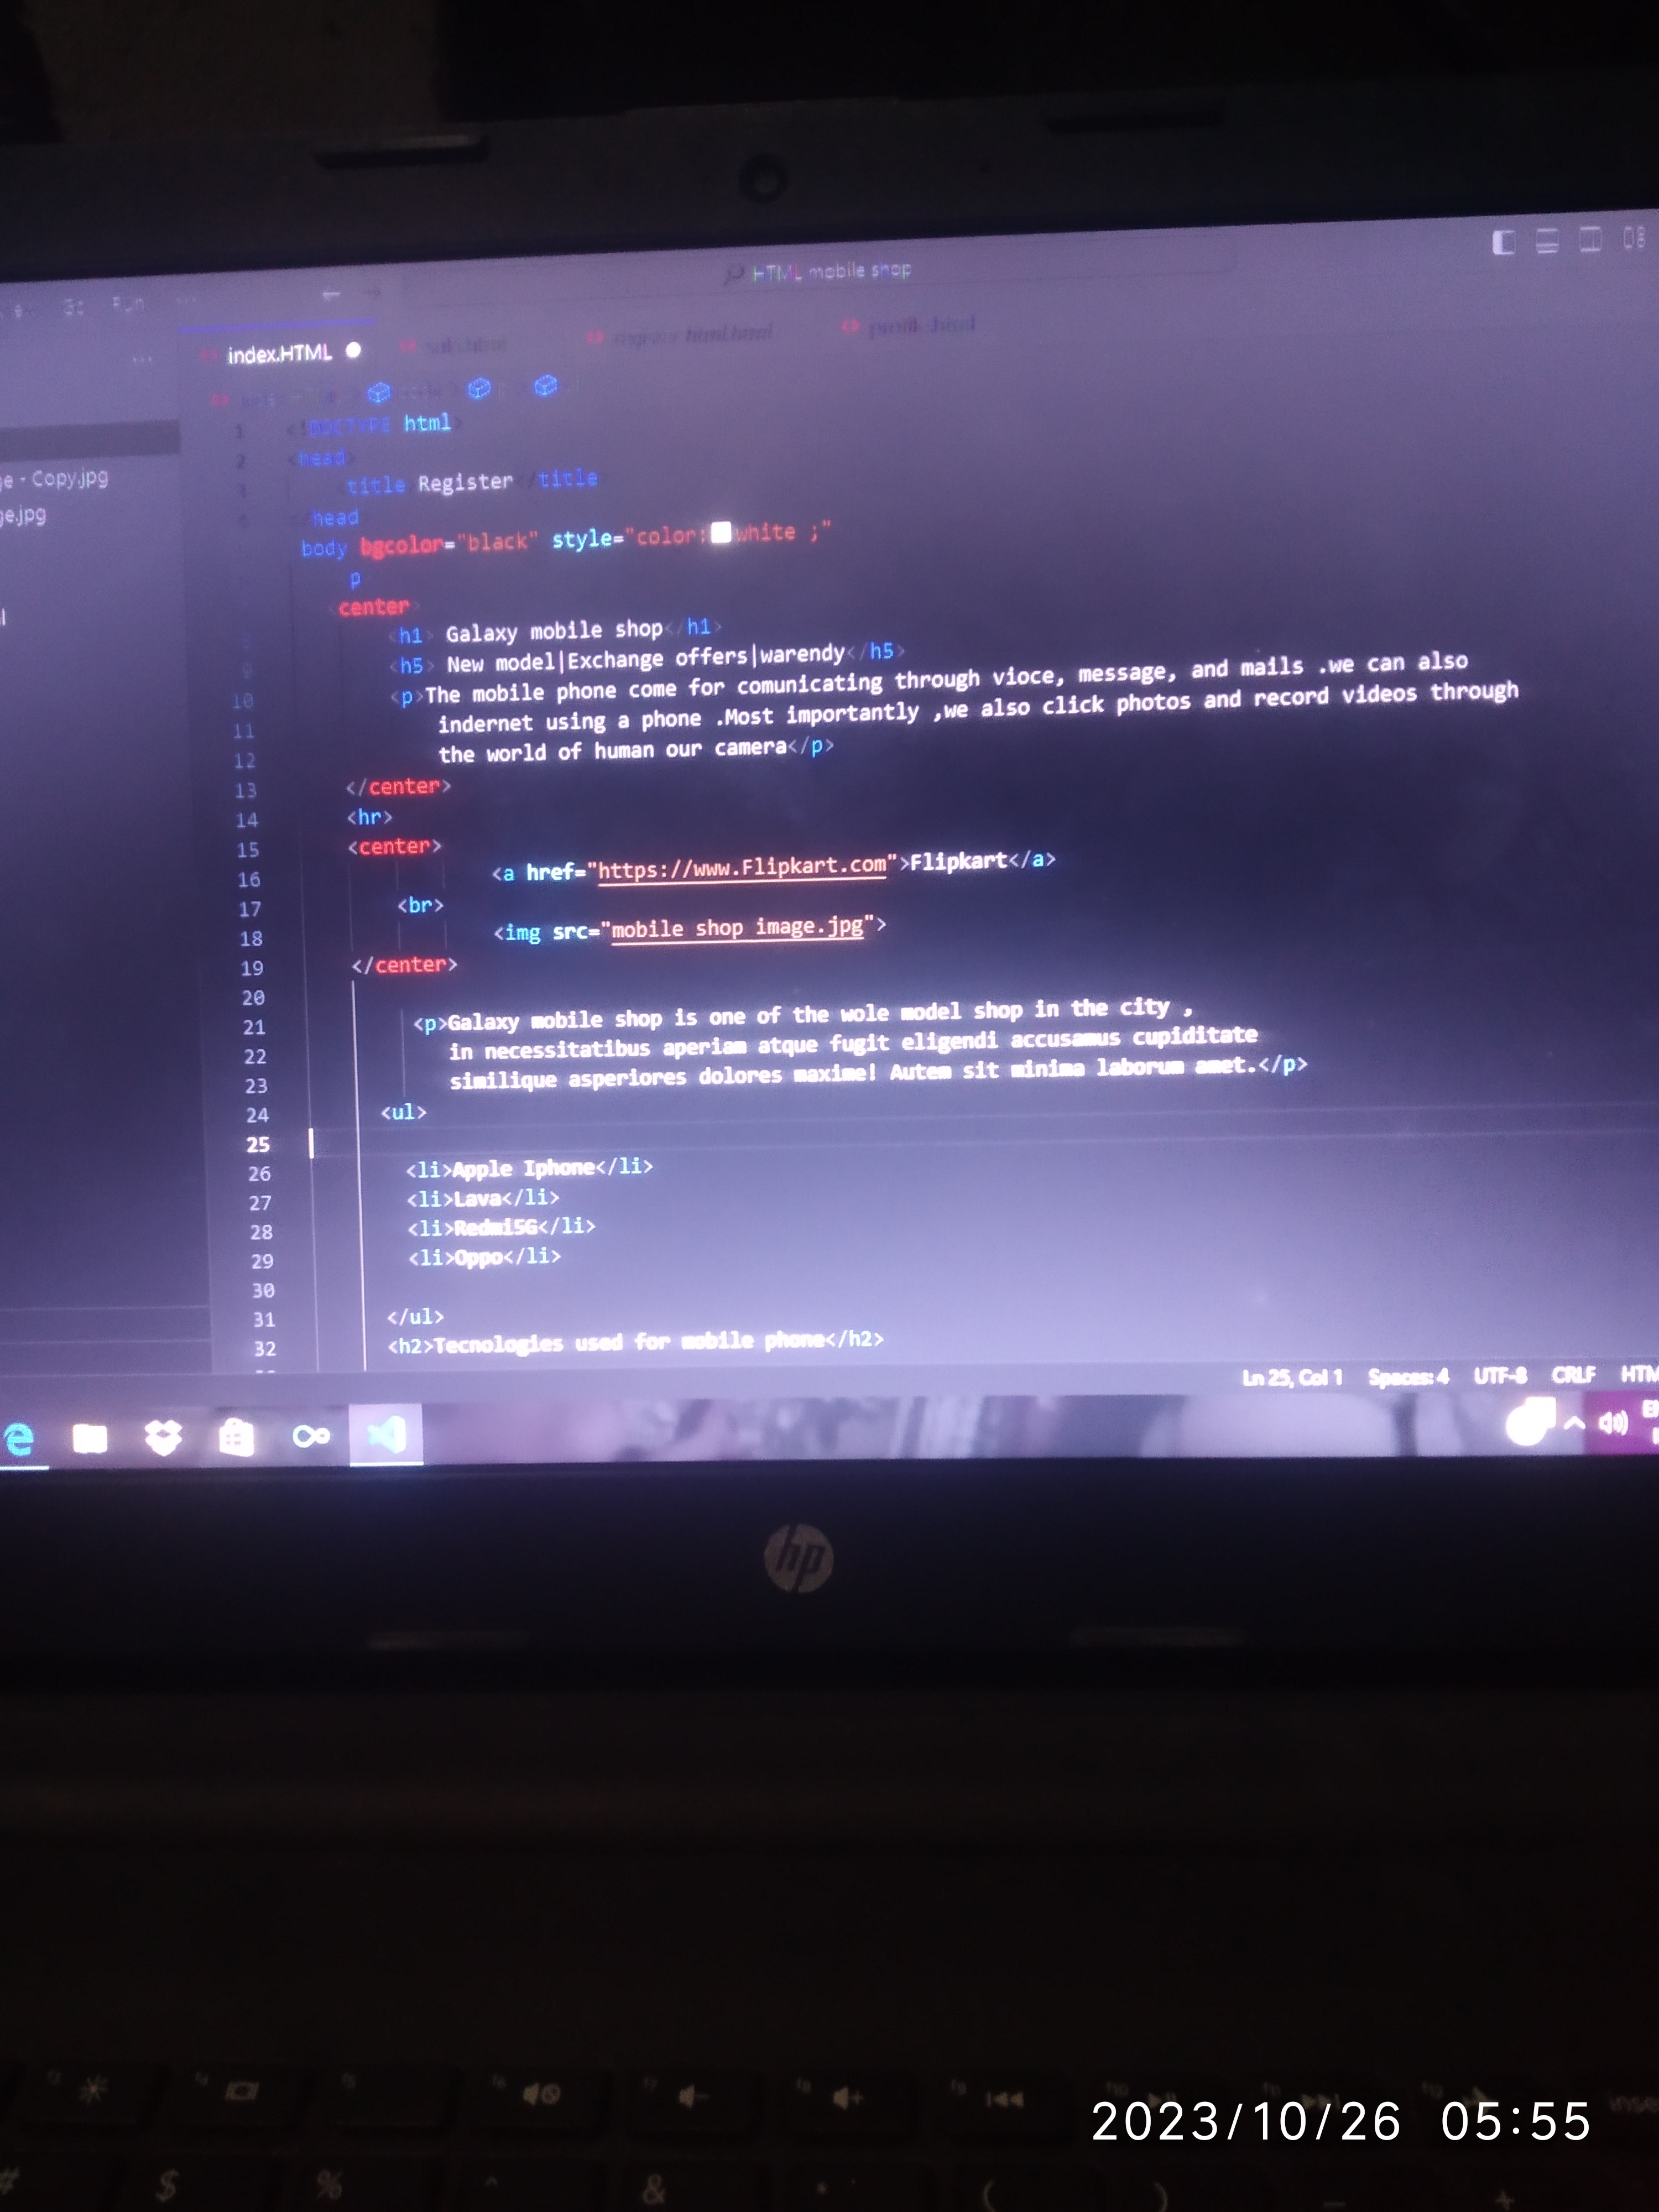 HTML mobile shop
Run
index.HTML
ge - Copy.jpg
ge.jpg
1 <!DOCTYPE html>
2 <head>
3 title Register /title
4 head
body bgcolor="black" style="color: white ;"
p
center
8 <h1> Galaxy mobile shop</h1>
9 <h5> New model|Exchange offers|warendy</h5>
10 <p>The mobile phone come for comunicating through vioce, message, and mails .we can also
11 indernet using a phone .Most importantly ,we also click photos and record videos through
12 the world of human our camera</p>
13 </center>
14 <hr>
15 <center>
16 <a href="https://www.Flipkart.com">Flipkart</a>
17 <br>
18 <img src="mobile shop image.jpg">
19 </center>
20
21 <p>Galaxy mobile shop is one of the wole model shop in the city ,
22 in necessitatibus aperiam atque fugit eligendi accusamus cupiditate
23 similique asperiores dolores maxime! Autem sit minima laborum amet.</p>
24 <ul>
25
26 <li>Apple Iphone</li>
27 <li>Lava</li>
28 <li>Redmi5G</li>
29 <li>Oppo</li>
30
31 </ul>
32 <h2>Tecnologies used for mobile phone</h2>
Ln 25, Col 1 Spaces: 4 UTF-8 CRLF HTM
hp
2023/10/26 05:55